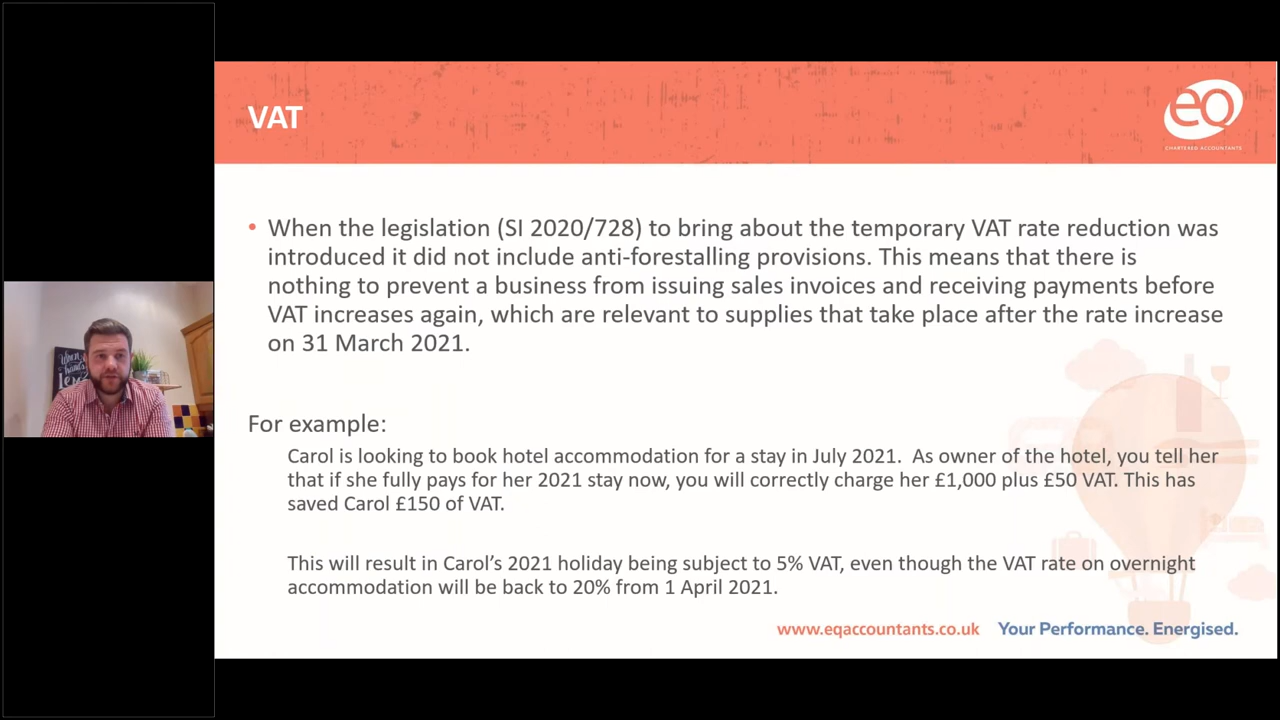 VAT
eQ
CHARTERED ACCOUNTANTS
• When the legislation (SI 2020/728) to bring about the temporary VAT rate reduction was
introduced it did not include anti-forestalling provisions. This means that there is
nothing to prevent a business from issuing sales invoices and receiving payments before
VAT increases again, which are relevant to supplies that take place after the rate increase
on 31 March 2021.
For example:
Carol is looking to book hotel accommodation for a stay in July 2021. As owner of the hotel, you tell her
that if she fully pays for her 2021 stay now, you will correctly charge her £1,000 plus £50 VAT. This has
saved Carol £150 of VAT.
This will result in Carol’s 2021 holiday being subject to 5% VAT, even though the VAT rate on overnight
accommodation will be back to 20% from 1 April 2021.
www.eqaccountants.co.uk Your Performance. Energised.
When
hands